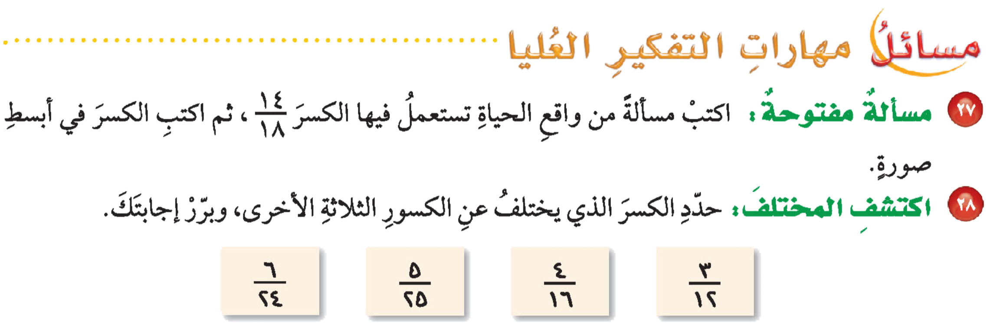 مسائلُ مهاراتِ التفكيرِ العُليا
٢٧ مسألةٌ مفتوحةٌ: اكتبْ مسألةً من واقعِ الحياةِ تستعملُ فيها الكسرَ ١٤/١٨، ثم اكتبِ الكسرَ في أبسطِ
صورةٍ.
٢٨ اكتشفِ المختلفَ: حدّدِ الكسرَ الذي يختلفُ عنِ الكسورِ الثلاثةِ الأخرى، وبرّرْ إجابتَكَ.
٣/١٢ ٤/١٦ ٥/٢٥ ٦/٢٤